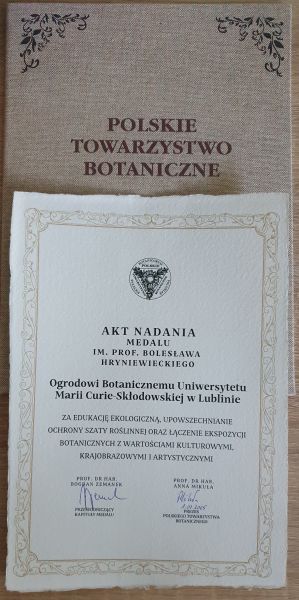 POLSKIE
TOWARZYSTWO
BOTANICZNE
AKT NADANIA
MEDALU
IM. PROF. BOLESŁAWA
HRYNIEWIECKIEGO
Ogrodowi Botanicznemu Uniwersytetu
Marii Curie-Skłodowskiej w Lublinie
ZA EDUKACJĘ EKOLOGICZNĄ, UPOWSZECHNIANIE
OCHRONY SZATY ROŚLINNEJ ORAZ ŁĄCZENIE EKSPOZYCJI
BOTANICZNYCH Z WARTOŚCIAMI KULTUROWYMI,
KRAJOBRAZOWYMI I ARTYSTYCZNYMI
PROF. DR HAB.
BOGDAN ZEMANEK
PRZEWODNICZĄCY
KAPITUŁY MEDALU
PROF. DR HAB.
ANNA MIKUŁA
PREZES
POLSKIEGO TOWARZYSTWA
BOTANICZNEGO